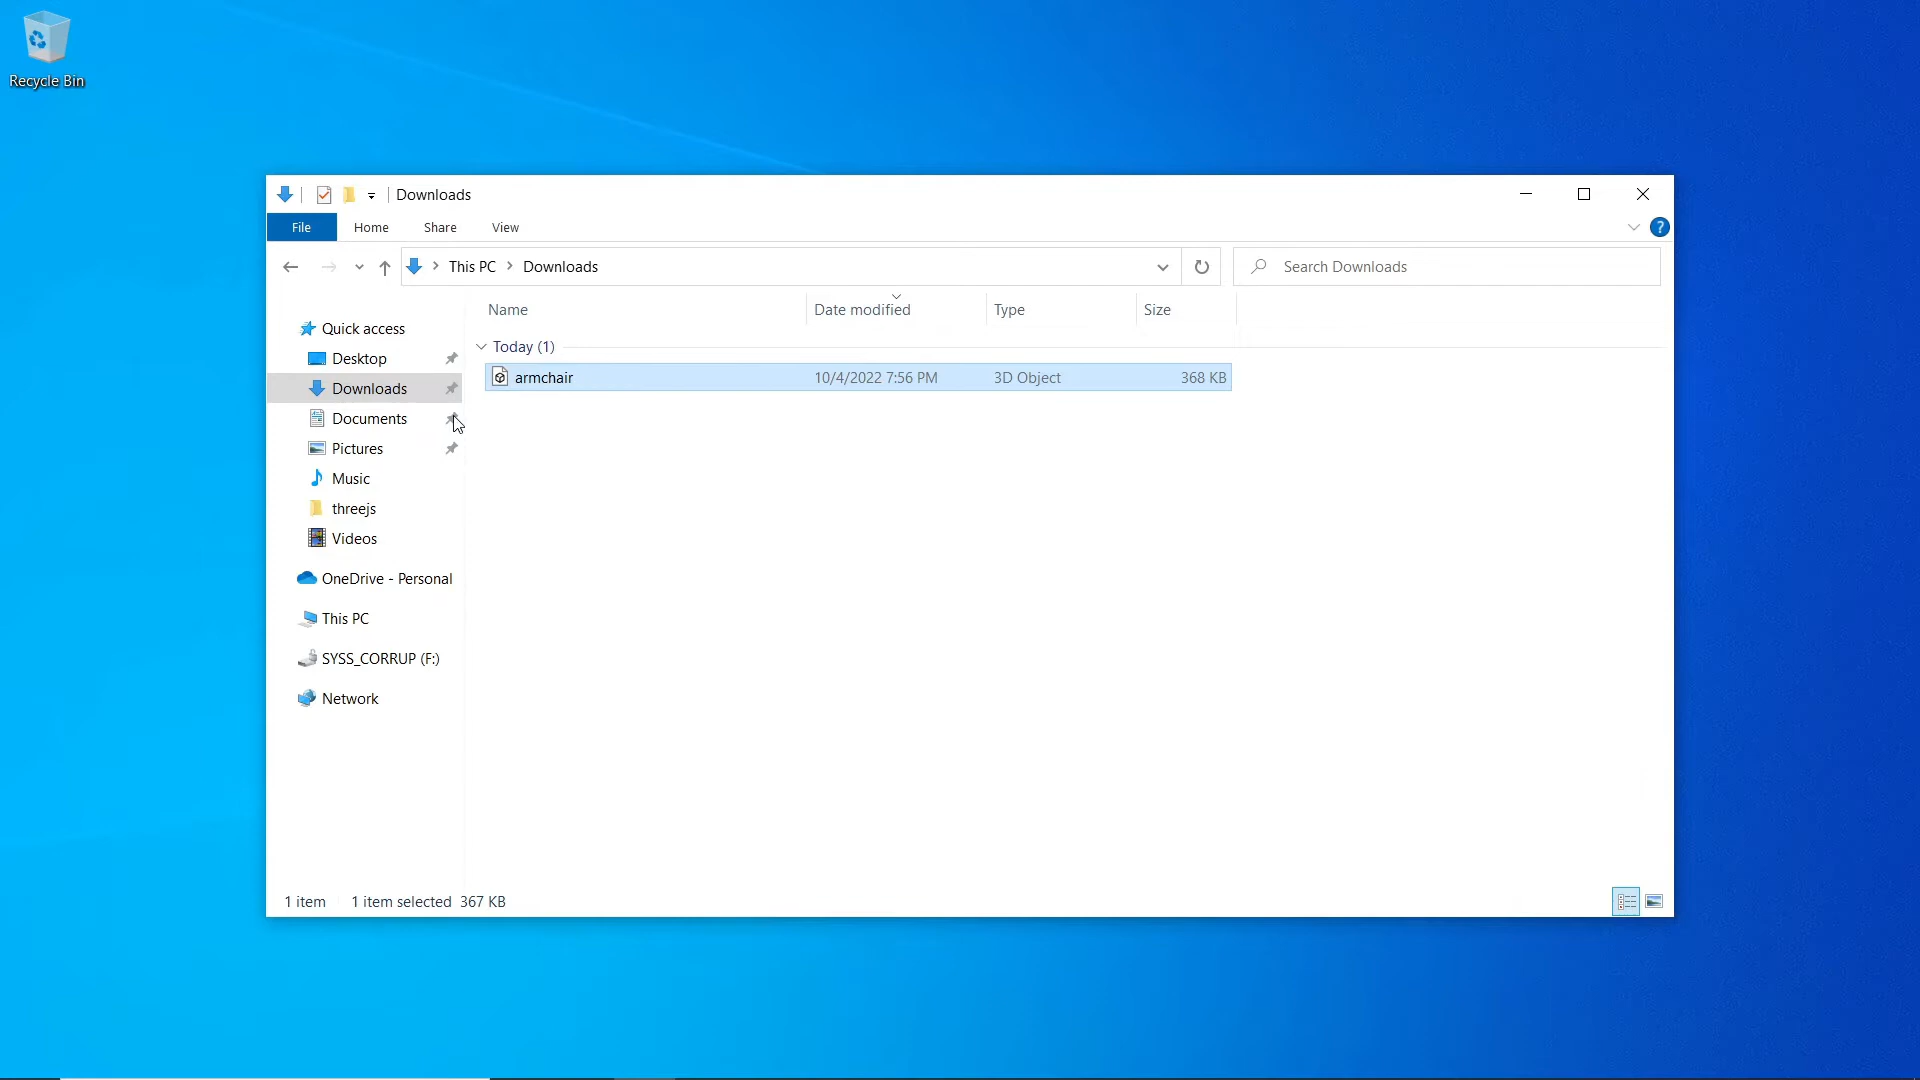 Recycle Bin
Downloads
File Home Share View
This PC Downloads
Search Downloads
Name Date modified Type Size
Quick access
Today (1)
Desktop
armchair 10/4/2022 7:56 PM 3D Object 368 KB
Downloads
Documents
Pictures
Music
threejs
Videos
OneDrive - Personal
This PC
SYSS_CORRUP (F:)
Network
1 item 1 item selected 367 KB